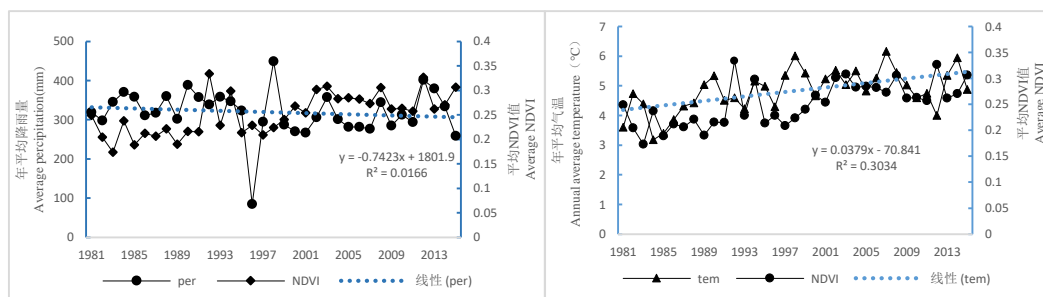 年平均降雨量
Average percipitation(mm)
500
400
300
200
100
0
0.4
0.35
0.3
0.25
0.2
0.15
0.1
0.05
0
平均NDVI值
Average NDVI
y = -0.7423x + 1801.9
R² = 0.0166
1981 1985 1989 1993 1997 2001 2005 2009 2013
per NDVI 线性 (per)
年平均气温（℃）
Annual average temperature
7
6
5
4
3
2
1
0
0.4
0.35
0.3
0.25
0.2
0.15
0.1
0.05
0
平均NDVI值
Average NDVI
y = 0.0379x - 70.841
R² = 0.3034
1981 1985 1989 1993 1997 2001 2005 2009 2013
tem NDVI 线性 (tem)